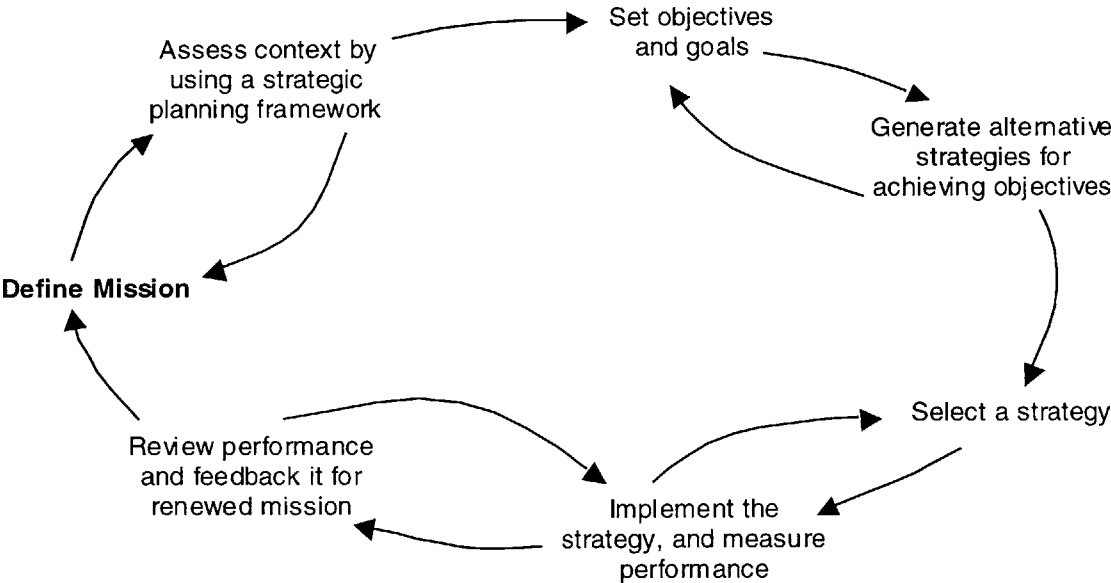 Assess context by
using a strategic
planning framework
Set objectives
and goals
Generate alternative
strategies for
achieving objectives
Select a strategy
Implement the
strategy, and measure
performance
Review performance
and feedback it for
renewed mission
Define Mission